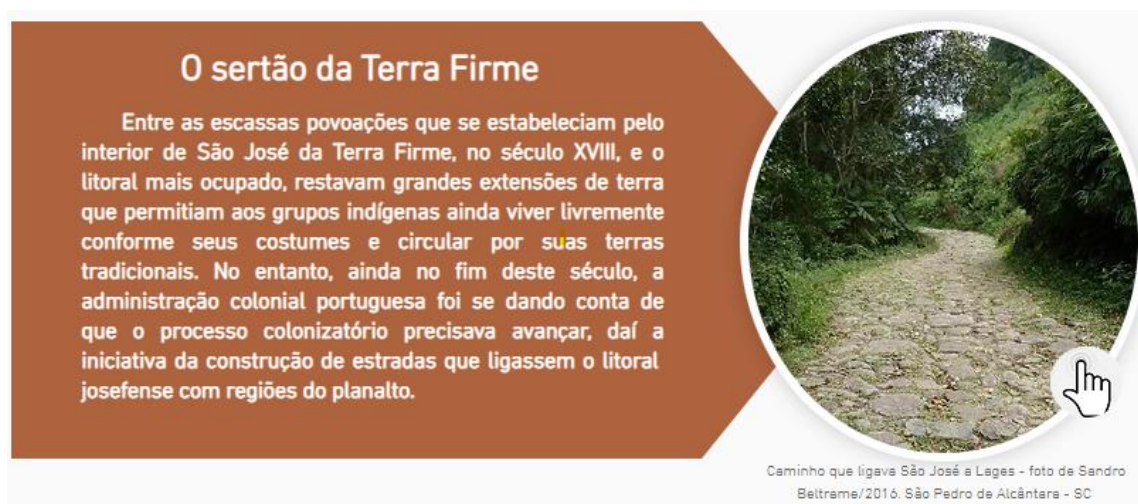 O sertão da Terra Firme
Entre as escassas povoações que se estabeleciam pelo
interior de São José da Terra Firme, no século XVIII, e o
litoral mais ocupado, restavam grandes extensões de terra
que permitiam aos grupos indígenas ainda viver livremente
conforme seus costumes e circular por suas terras
tradicionais. No entanto, ainda no fim deste século, a
administração colonial portuguesa foi se dando conta de
que o processo colonizatório precisava avançar, daí a
iniciativa da construção de estradas que ligassem o litoral
josefense com regiões do planalto.
Caminho que ligava São José a Lages - foto de Sandro
Beltrame/2016. São Pedro de Alcântara - SC